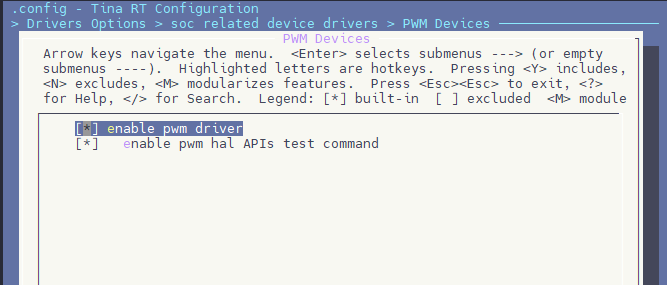 .config - Tina RT Configuration
> Drivers Options > soc related device drivers > PWM Devices
PWM Devices
Arrow keys navigate the menu.  <Enter> selects submenus ---> (or empty
submenus ----).  Highlighted letters are hotkeys.  Pressing <Y> includes,
<N> excludes, <M> modularizes features.  Press <Esc><Esc> to exit, <?>
for Help, </> for Search.  Legend: [*] built-in  [ ] excluded  <M> module
[*] enable pwm driver
[*]   enable pwm hal APIs test command